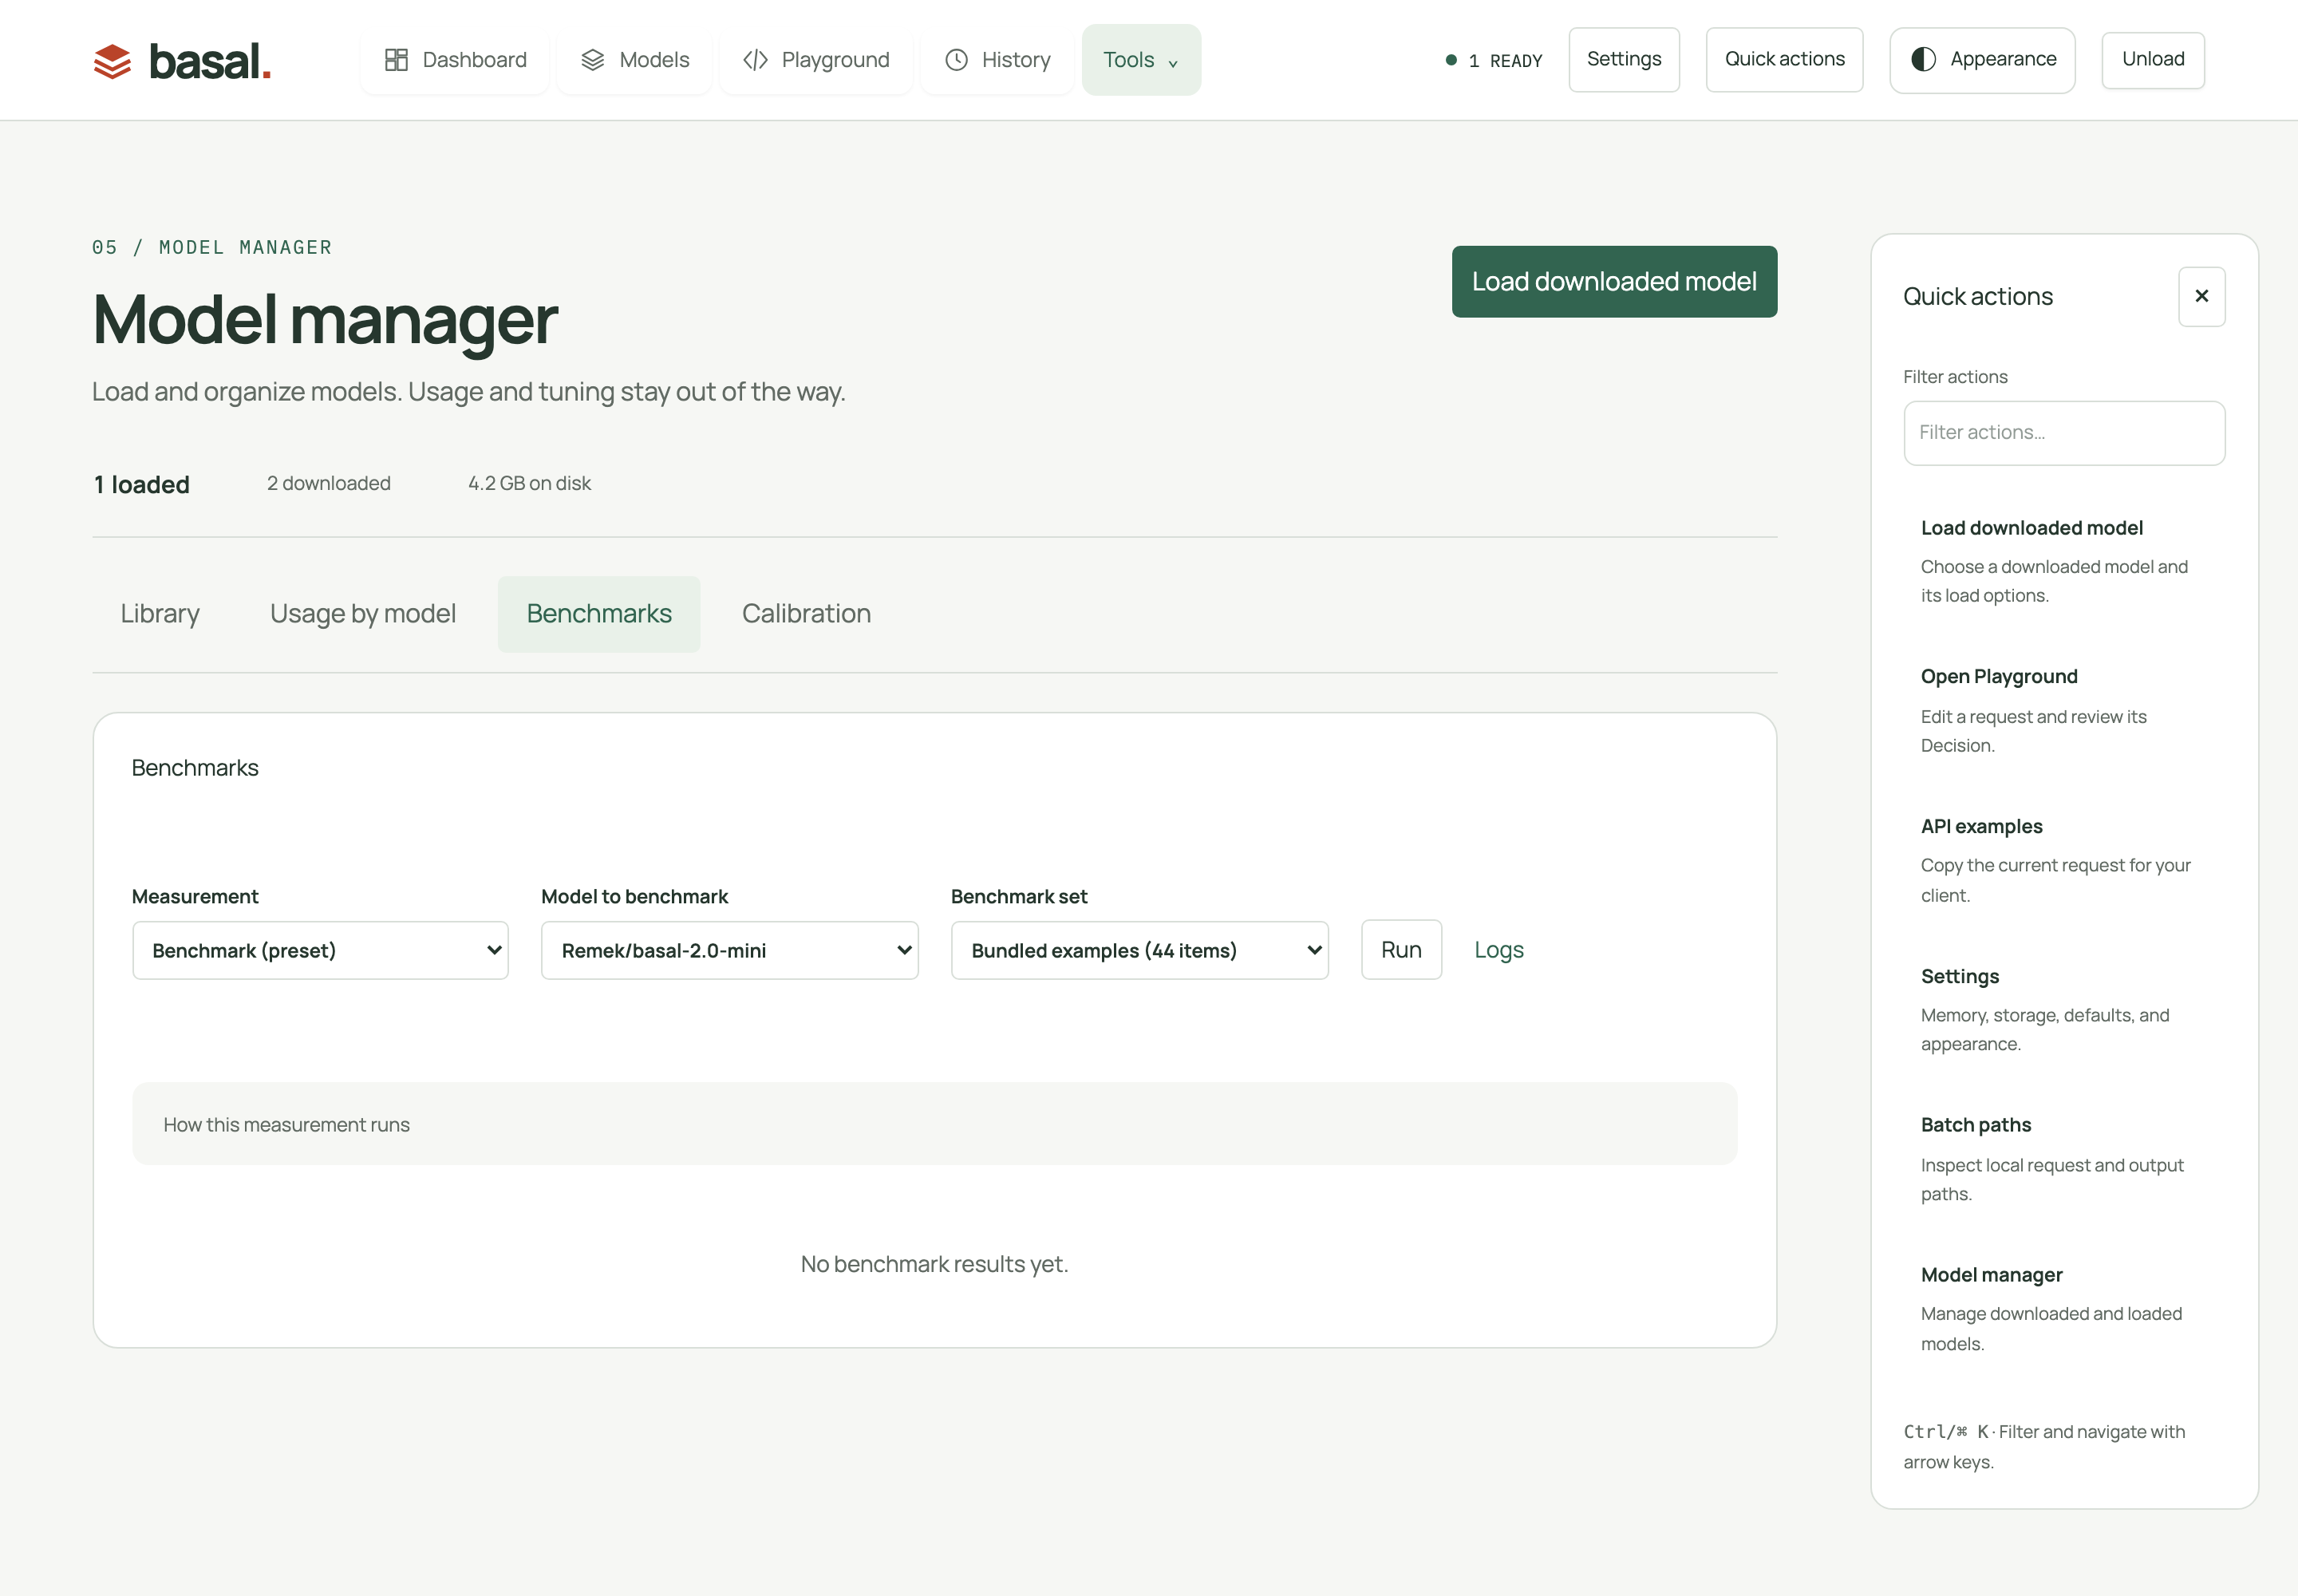 basal.
Dashboard
Models
Playground
History
Tools
1 READY
Settings
Quick actions
Appearance
Unload
05 / MODEL MANAGER
Model manager
Load and organize models. Usage and tuning stay out of the way.
Load downloaded model
1 loaded
2 downloaded
4.2 GB on disk
Library
Usage by model
Benchmarks
Calibration
Benchmarks
Measurement
Benchmark (preset)
Model to benchmark
Remek/basal-2.0-mini
Benchmark set
Bundled examples (44 items)
Run
Logs
How this measurement runs
No benchmark results yet.
Quick actions
×
Filter actions
Filter actions…
Load downloaded model
Choose a downloaded model and
its load options.
Open Playground
Edit a request and review its
Decision.
API examples
Copy the current request for your
client.
Settings
Memory, storage, defaults, and
appearance.
Batch paths
Inspect local request and output
paths.
Model manager
Manage downloaded and loaded
models.
Ctrl/⌘ K · Filter and navigate with
arrow keys.